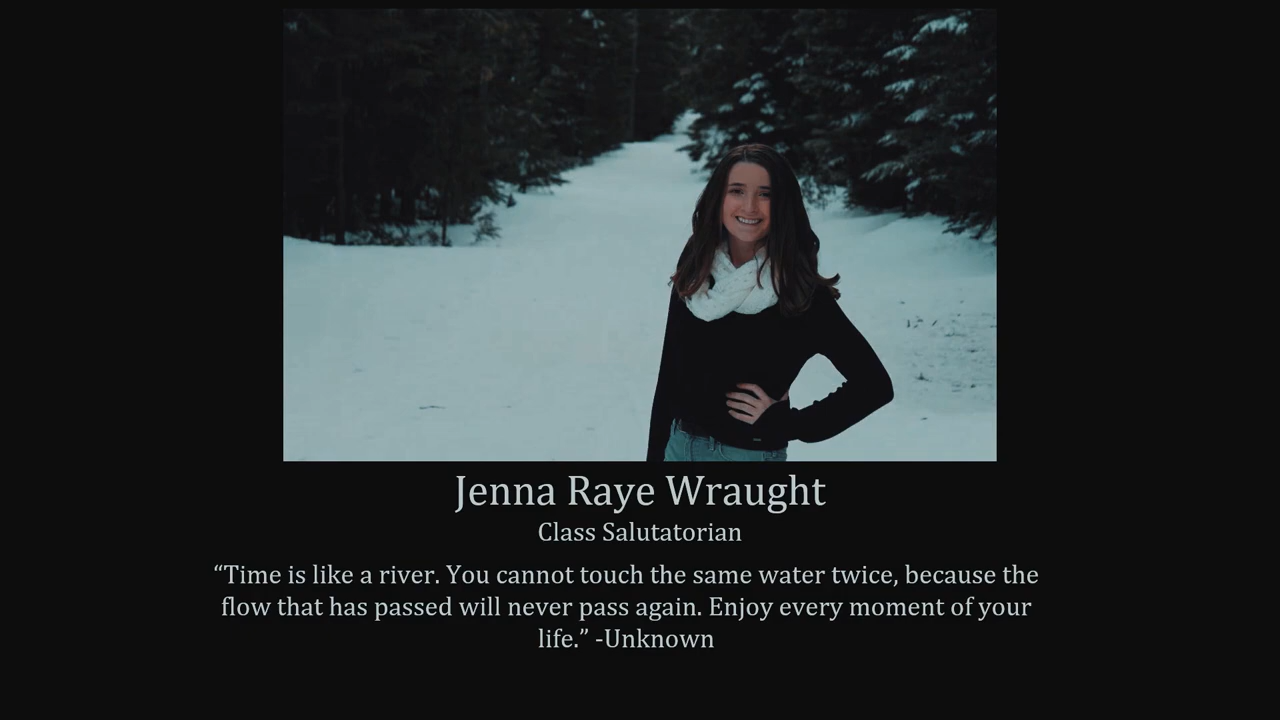 Jenna Raye Wraught
Class Salutatorian
“Time is like a river. You cannot touch the same water twice, because the
flow that has passed will never pass again. Enjoy every moment of your
life.” -Unknown